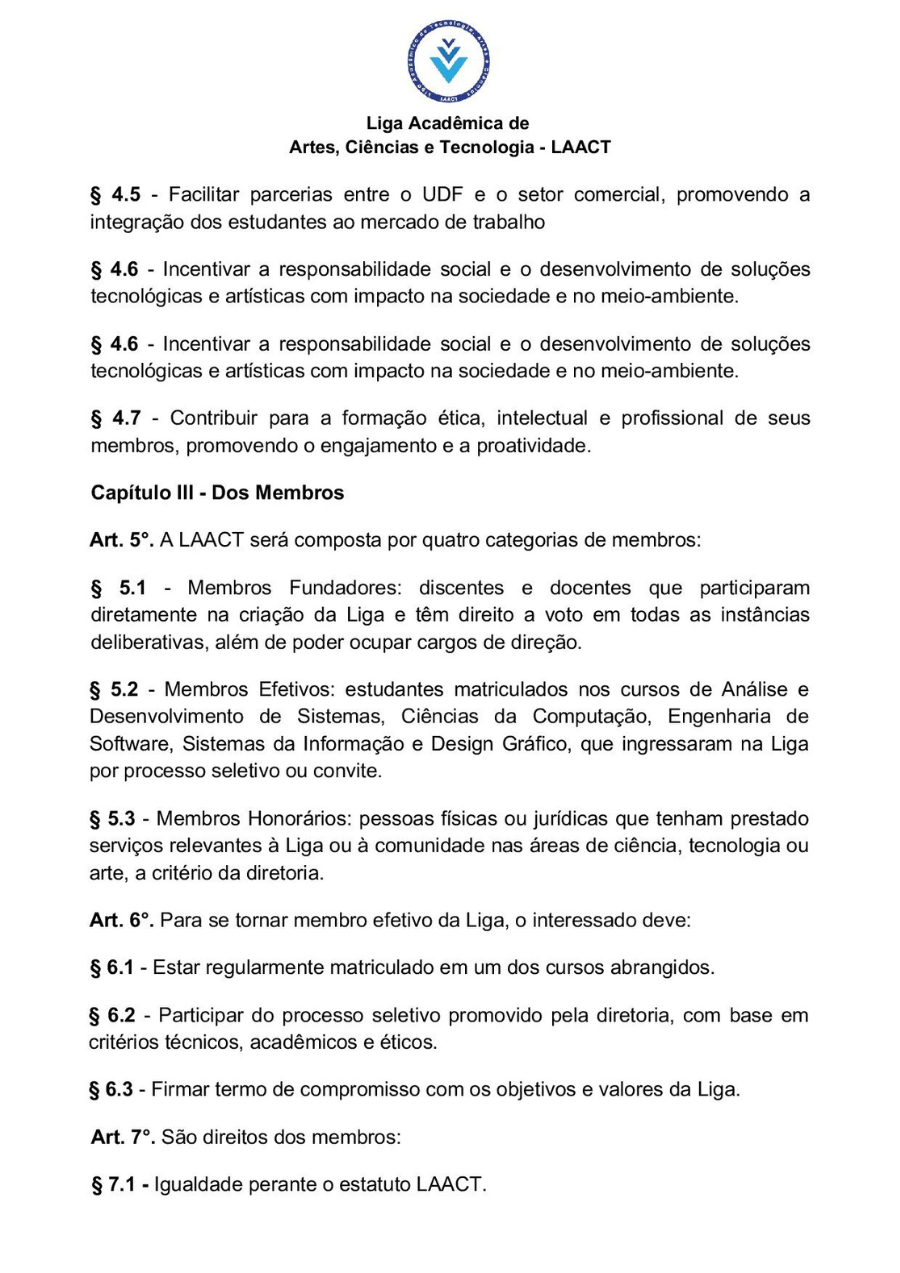 Liga Acadêmico de Tecnologia, Artes e Ciências
LAACT
Liga Acadêmica de
Artes, Ciências e Tecnologia - LAACT
§ 4.5 - Facilitar parcerias entre o UDF e o setor comercial, promovendo a
integração dos estudantes ao mercado de trabalho
§ 4.6 - Incentivar a responsabilidade social e o desenvolvimento de soluções
tecnológicas e artísticas com impacto na sociedade e no meio-ambiente.
§ 4.6 - Incentivar a responsabilidade social e o desenvolvimento de soluções
tecnológicas e artísticas com impacto na sociedade e no meio-ambiente.
§ 4.7 - Contribuir para a formação ética, intelectual e profissional de seus
membros, promovendo o engajamento e a proatividade.
Capítulo III - Dos Membros
Art. 5°. A LAACT será composta por quatro categorias de membros:
§ 5.1 - Membros Fundadores: discentes e docentes que participaram
diretamente na criação da Liga e têm direito a voto em todas as instâncias
deliberativas, além de poder ocupar cargos de direção.
§ 5.2 - Membros Efetivos: estudantes matriculados nos cursos de Análise e
Desenvolvimento de Sistemas, Ciências da Computação, Engenharia de
Software, Sistemas da Informação e Design Gráfico, que ingressaram na Liga
por processo seletivo ou convite.
§ 5.3 - Membros Honorários: pessoas físicas ou jurídicas que tenham prestado
serviços relevantes à Liga ou à comunidade nas áreas de ciência, tecnologia ou
arte, a critério da diretoria.
Art. 6°. Para se tornar membro efetivo da Liga, o interessado deve:
§ 6.1 - Estar regularmente matriculado em um dos cursos abrangidos.
§ 6.2 - Participar do processo seletivo promovido pela diretoria, com base em
critérios técnicos, acadêmicos e éticos.
§ 6.3 - Firmar termo de compromisso com os objetivos e valores da Liga.
Art. 7°. São direitos dos membros:
§ 7.1 - Igualdade perante o estatuto LAACT.